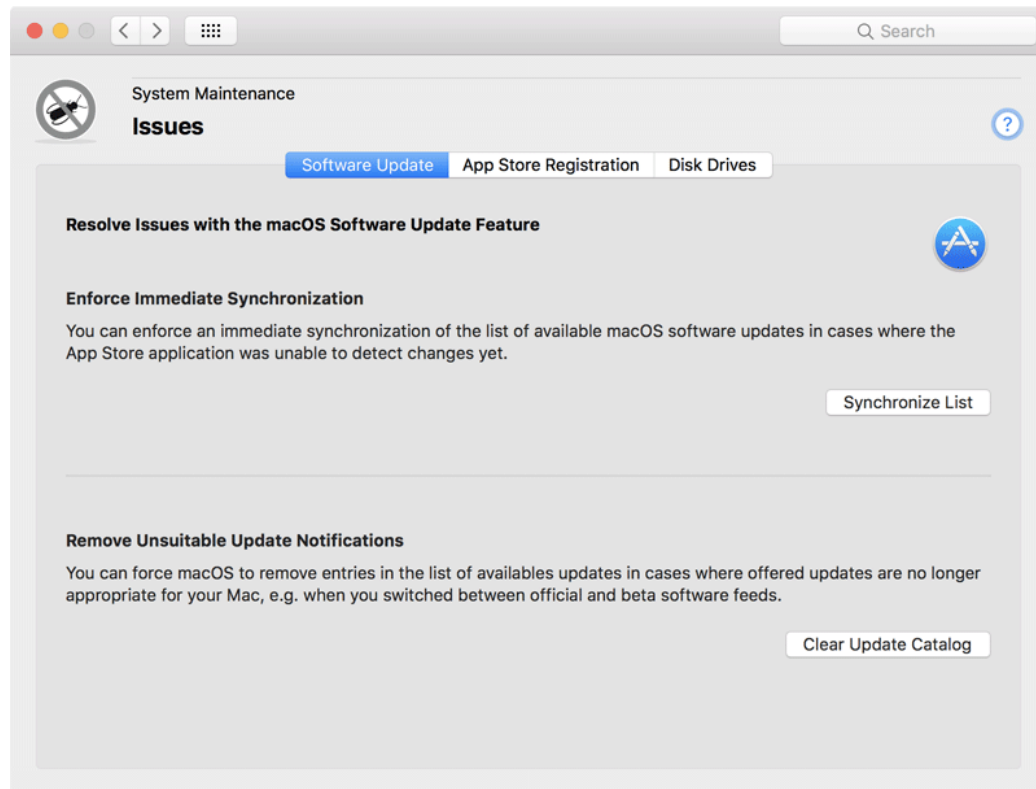 Search
System Maintenance
Issues
?
Software Update App Store Registration Disk Drives
Resolve Issues with the macOS Software Update Feature
Enforce Immediate Synchronization
You can enforce an immediate synchronization of the list of available macOS software updates in cases where the
App Store application was unable to detect changes yet.
Synchronize List
Remove Unsuitable Update Notifications
You can force macOS to remove entries in the list of availables updates in cases where offered updates are no longer
appropriate for your Mac, e.g. when you switched between official and beta software feeds.
Clear Update Catalog